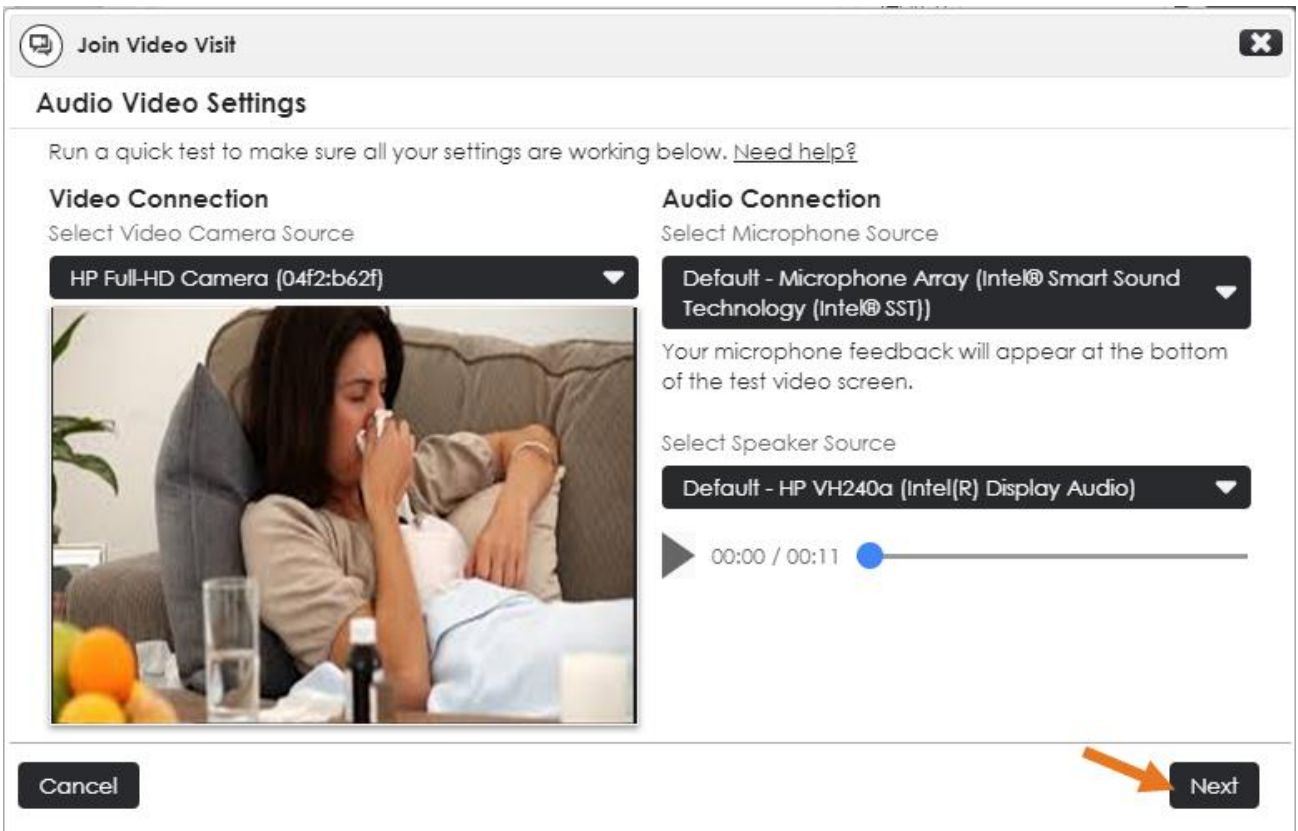 Join Video Visit
Audio Video Settings
Run a quick test to make sure all your settings are working below. Need help?
Video Connection
Select Video Camera Source
HP Full-HD Camera (04f2:b62f)
Audio Connection
Select Microphone Source
Default - Microphone Array (Intel® Smart Sound
Technology (Intel® SST))
Your microphone feedback will appear at the bottom
of the test video screen.
Select Speaker Source
Default - HP VH240a (Intel(R) Display Audio)
00:00 / 00:11
Cancel
Next